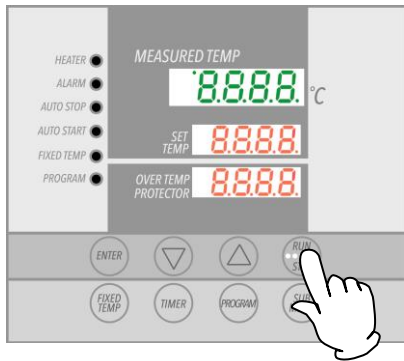 MEASURED TEMP
HEATER
ALARM
AUTO STOP
AUTO START
FIXED TEMP
PROGRAM
8.8.8.8. °C
SET
TEMP
8.8.8.8.
OVER TEMP
PROTECTOR
8.8.8.8.
ENTER
RUN
FIXED
TEMP
TIMER
PROGRAM